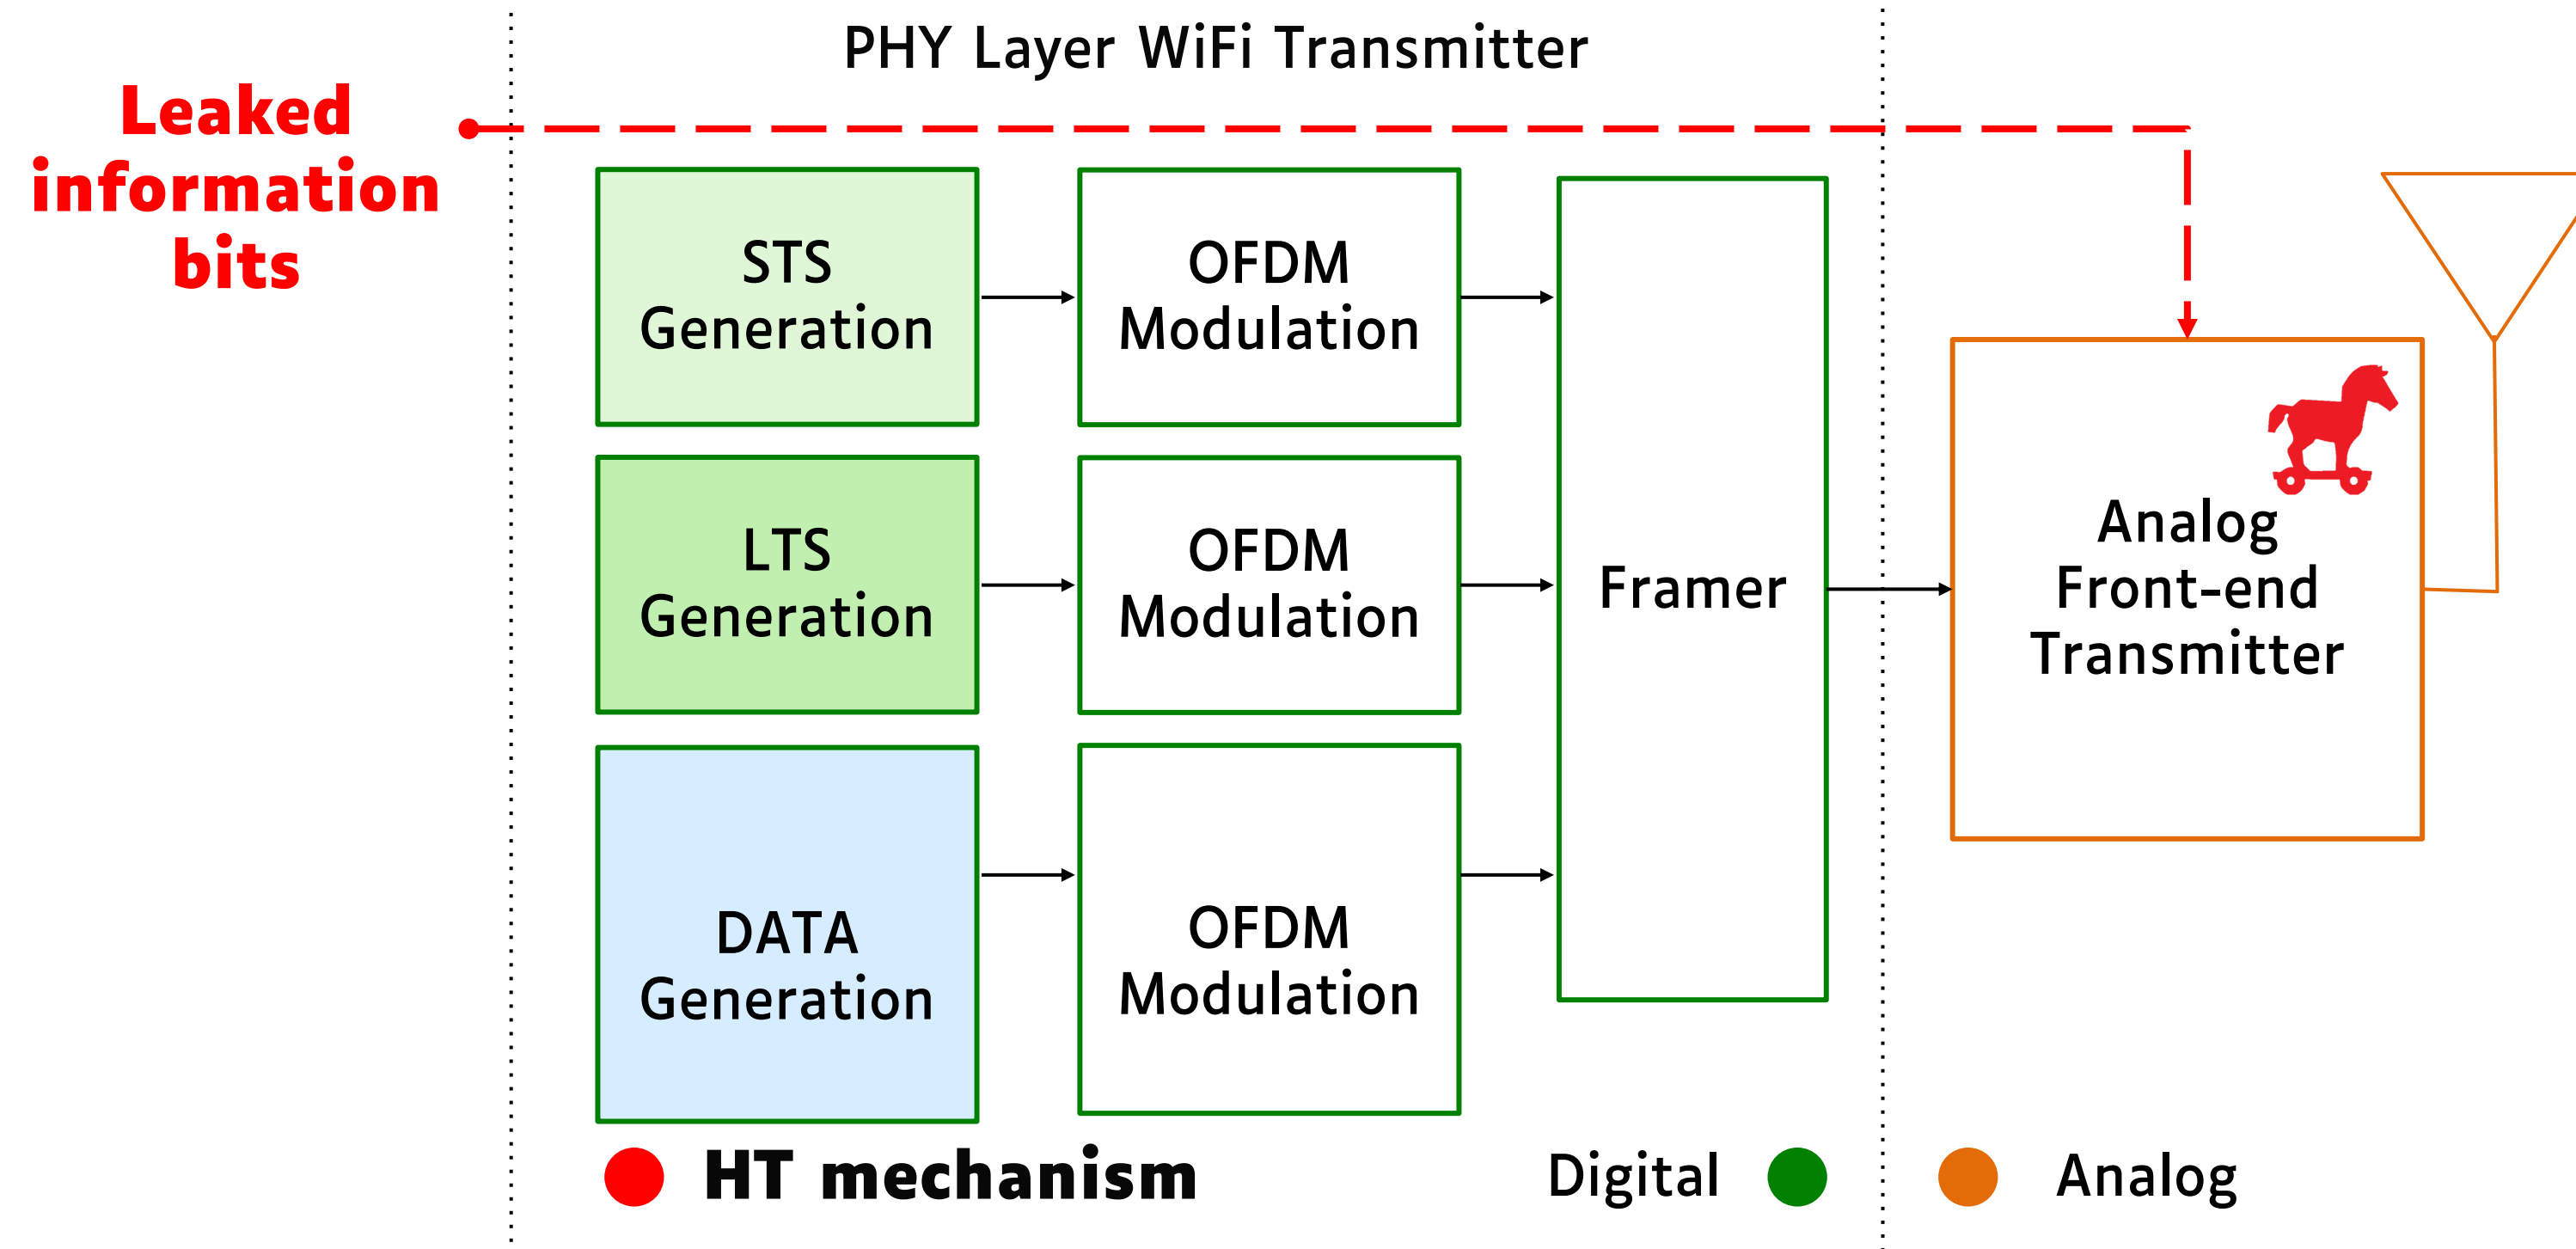 PHY Layer WiFi Transmitter
Leaked
information
bits
STS
Generation
OFDM
Modulation
LTS
Generation
OFDM
Modulation
DATA
Generation
OFDM
Modulation
Framer
Analog
Front-end
Transmitter
HT mechanism
Digital
Analog